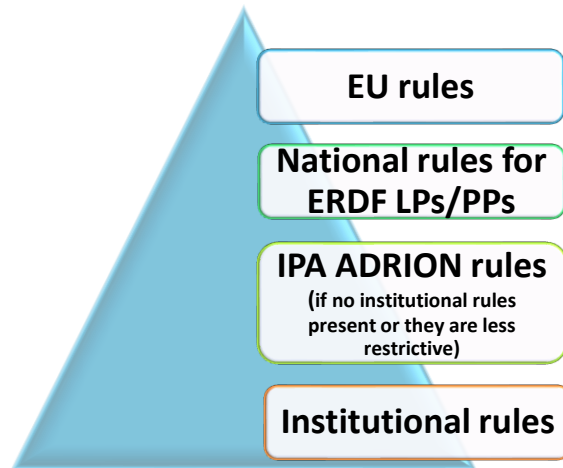 EU rules
National rules for
ERDF LPs/PPs
IPA ADRION rules
(if no institutional rules
present or they are less
restrictive)
Institutional rules